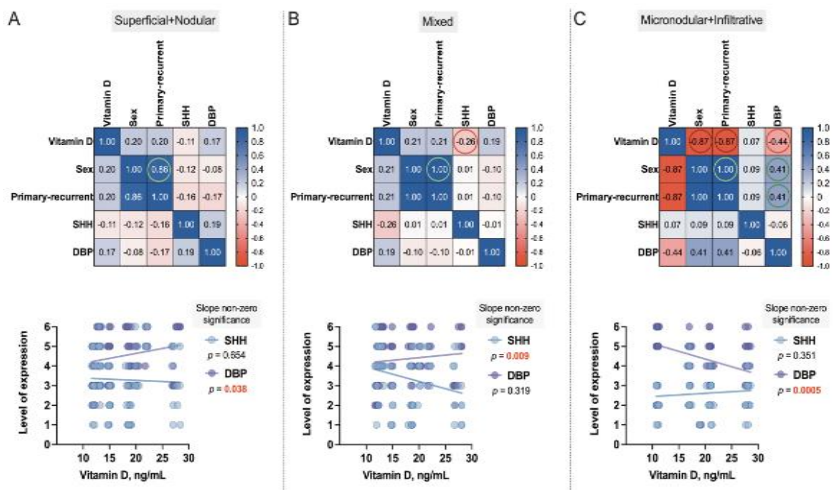 A
Superficial+Nodular
Vitamin D
Sex
Primary-recurrent
SHH
DBP
Vitamin D 1.00 0.20 0.20 -0.11 0.17
Sex 0.20 1.00 0.86 -0.12 -0.08
Primary-recurrent 0.20 0.86 1.00 -0.16 -0.17
SHH -0.11 -0.12 -0.16 1.00 0.19
DBP 0.17 -0.08 -0.17 0.19 1.00
1.0
0.8
0.6
0.4
0.2
0
-0.2
-0.4
-0.6
-0.8
-1.0
Level of expression
6
5
4
3
2
1
0
10 15 20 25 30
Vitamin D, ng/mL
Slope non-zero
significance
SHH
p = 0.654
DBP
p = 0.038
B
Mixed
Vitamin D
Sex
Primary-recurrent
SHH
DBP
Vitamin D 1.00 0.21 0.21 -0.26 0.19
Sex 0.21 1.00 1.00 0.01 -0.10
Primary-recurrent 0.21 1.00 1.00 0.01 -0.10
SHH -0.26 0.01 0.01 1.00 -0.01
DBP 0.19 -0.10 -0.10 -0.01 1.00
1.0
0.8
0.6
0.4
0.2
0
-0.2
-0.4
-0.6
-0.8
-1.0
Level of expression
6
5
4
3
2
1
0
10 15 20 25 30
Vitamin D, ng/mL
Slope non-zero
significance
SHH
p = 0.009
DBP
p = 0.319
C
Micronodular+Infiltrative
Vitamin D
Sex
Primary-recurrent
SHH
DBP
Vitamin D 1.00 -0.87 -0.87 0.07 -0.44
Sex -0.87 1.00 1.00 0.09 0.41
Primary-recurrent -0.87 1.00 1.00 0.09 0.41
SHH 0.07 0.09 0.09 1.00 -0.06
DBP -0.44 0.41 0.41 -0.06 1.00
1.0
0.8
0.6
0.4
0.2
0
-0.2
-0.4
-0.6
-0.8
-1.0
Level of expression
6
5
4
3
2
1
0
10 15 20 25 30
Vitamin D, ng/mL
Slope non-zero
significance
SHH
p = 0.351
DBP
p = 0.0005